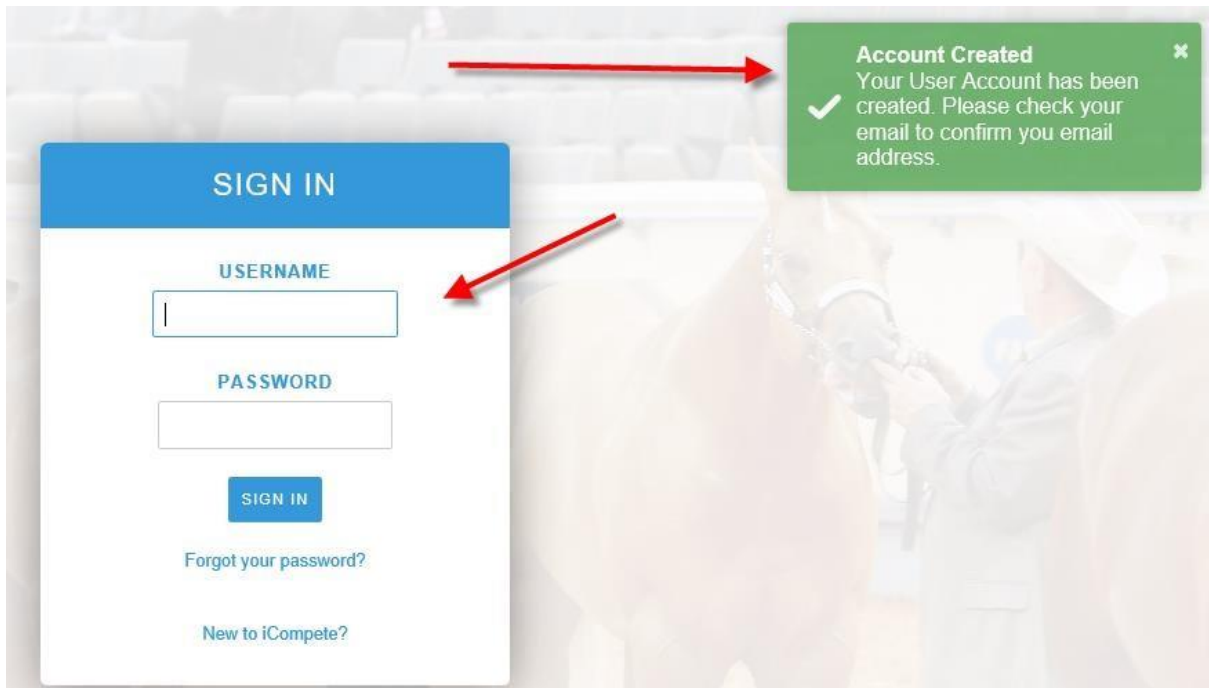 Account Created
Your User Account has been
created. Please check your
email to confirm you email
address.
SIGN IN
USERNAME
PASSWORD
SIGN IN
Forgot your password?
New to iCompete?